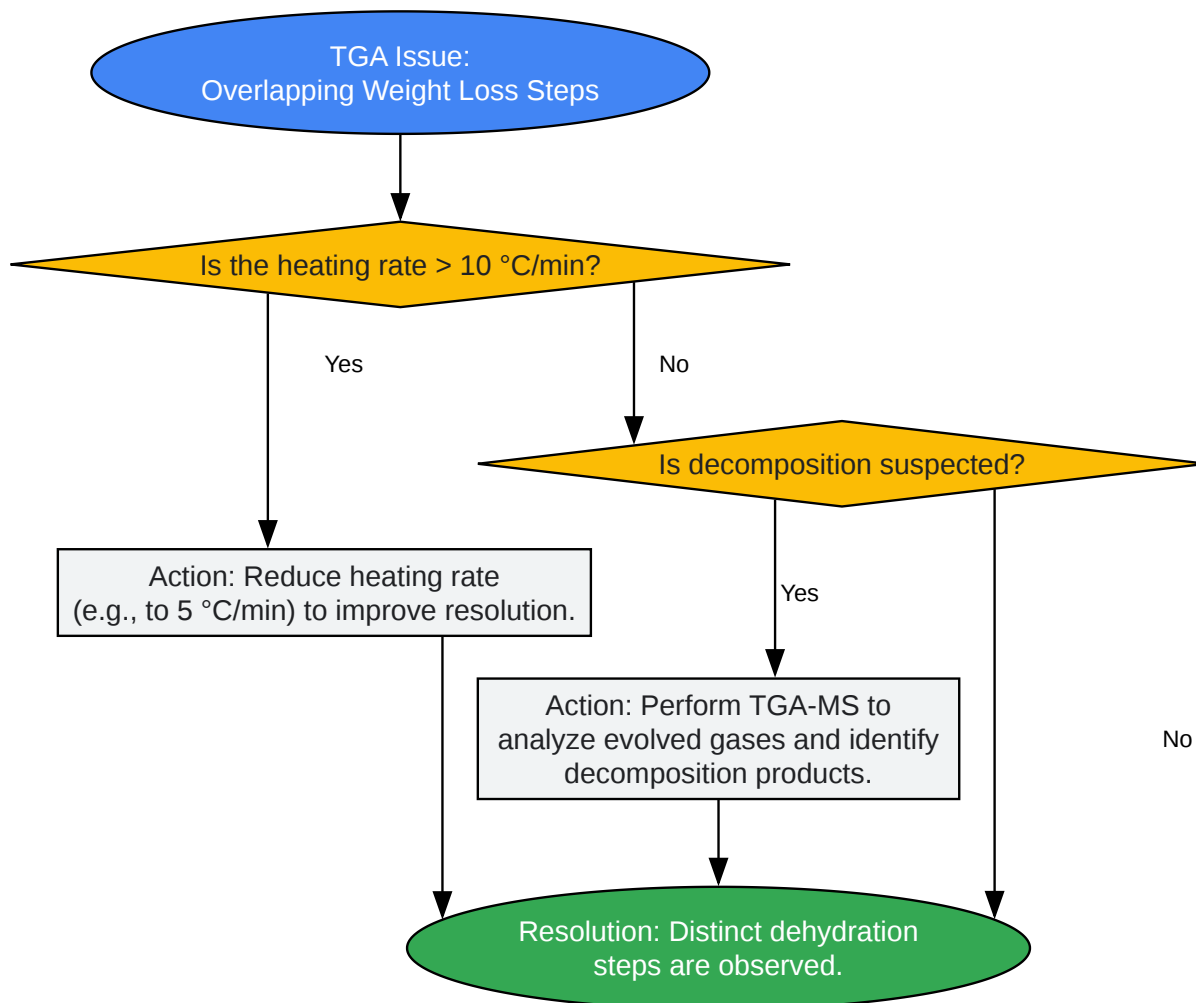 TGA Issue:
Overlapping Weight Loss Steps
Is the heating rate > 10 °C/min?
Yes
No
Is decomposition suspected?
Action: Reduce heating rate
(e.g., to 5 °C/min) to improve resolution.
Yes
Action: Perform TGA-MS to
analyze evolved gases and identify
decomposition products.
No
Resolution: Distinct dehydration
steps are observed.